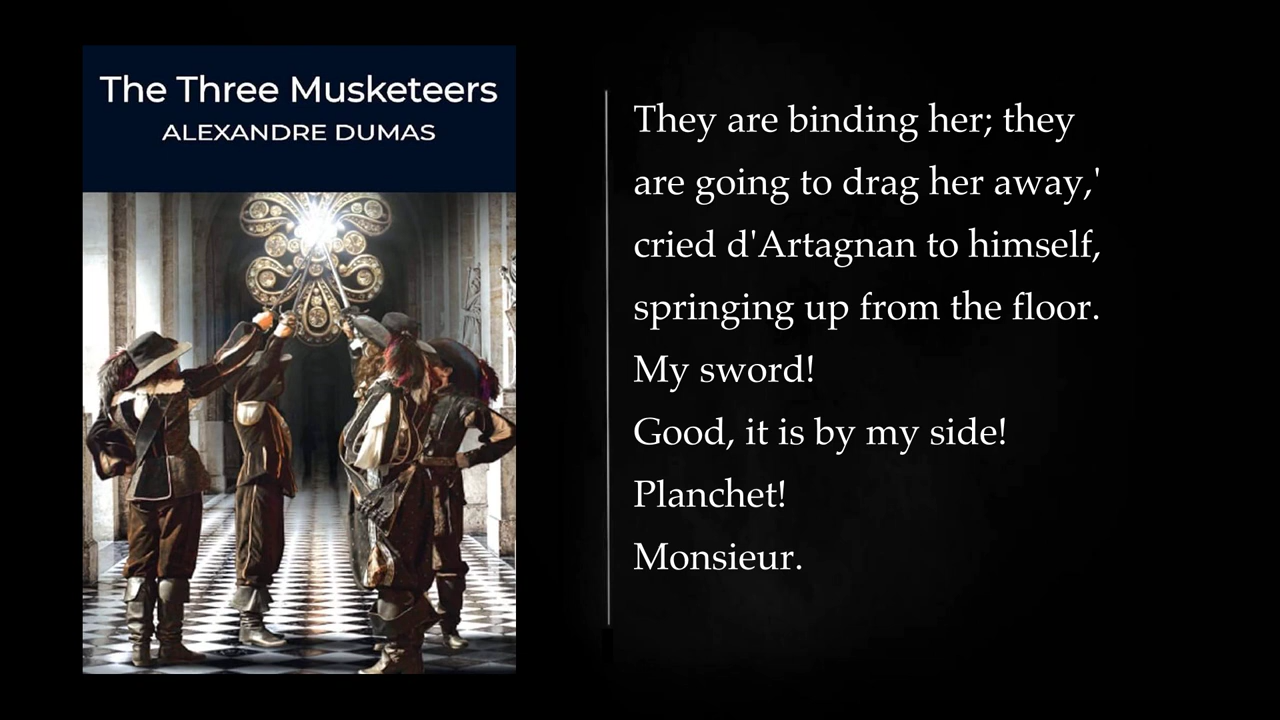 The Three Musketeers
ALEXANDRE DUMAS
They are binding her; they
are going to drag her away,'
cried d'Artagnan to himself,
springing up from the floor.
My sword!
Good, it is by my side!
Planchet!
Monsieur.